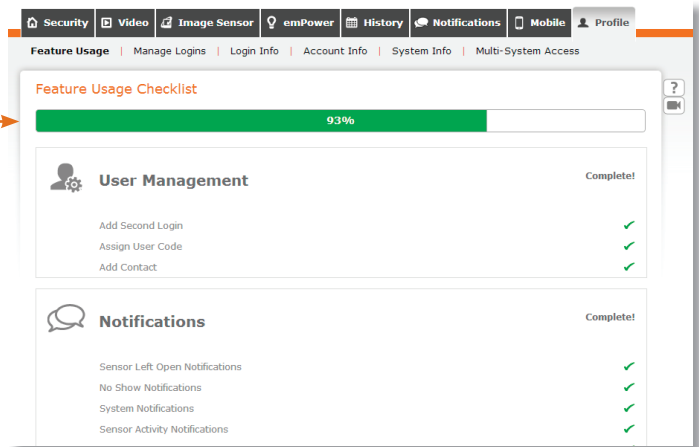 Security Video Image Sensor emPower History Notifications Mobile Profile
Feature Usage | Manage Logins | Login Info | Account Info | System Info | Multi-System Access
Feature Usage Checklist
?
93%
User Management Complete!
Add Second Login
Assign User Code
Add Contact
Notifications Complete!
Sensor Left Open Notifications
No Show Notifications
System Notifications
Sensor Activity Notifications